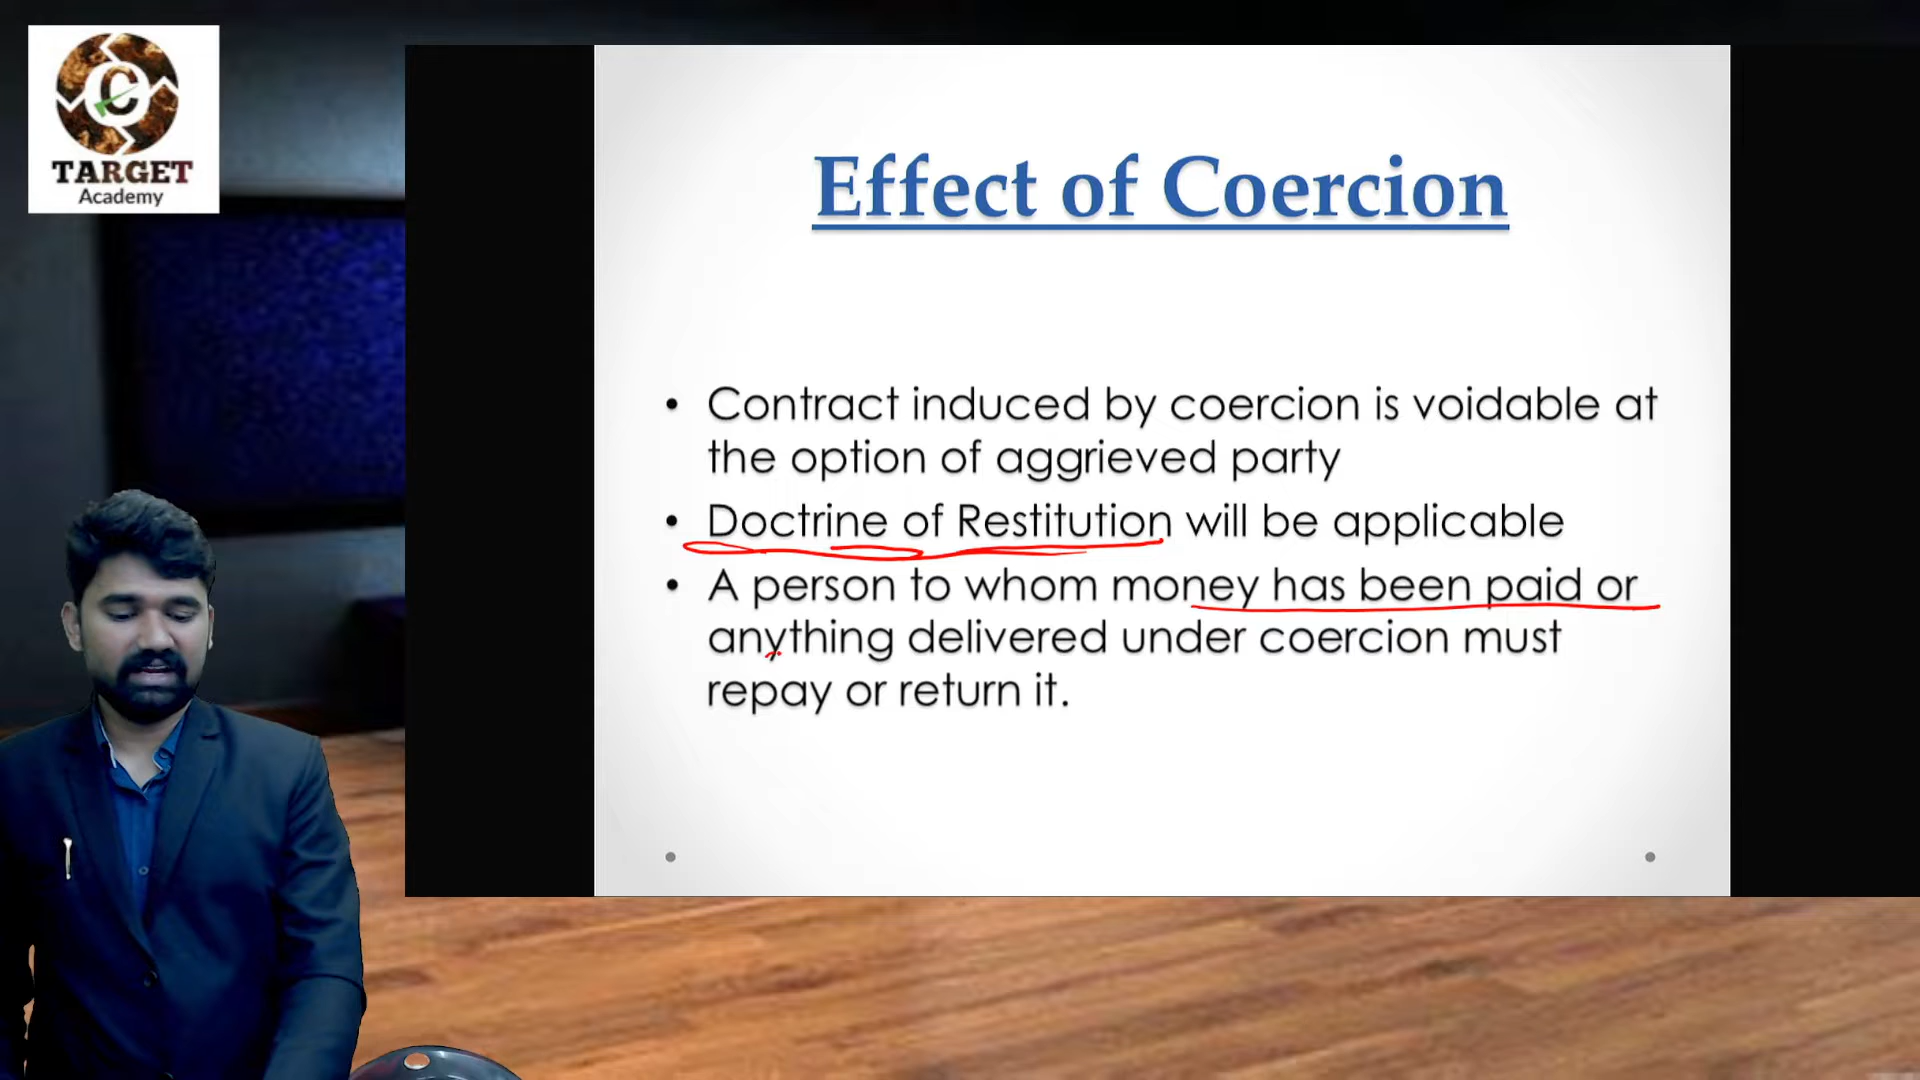 C
TARGET
Academy
Effect of Coercion
• Contract induced by coercion is voidable at
the option of aggrieved party
• Doctrine of Restitution will be applicable
• A person to whom money has been paid or
anything delivered under coercion must
repay or return it.